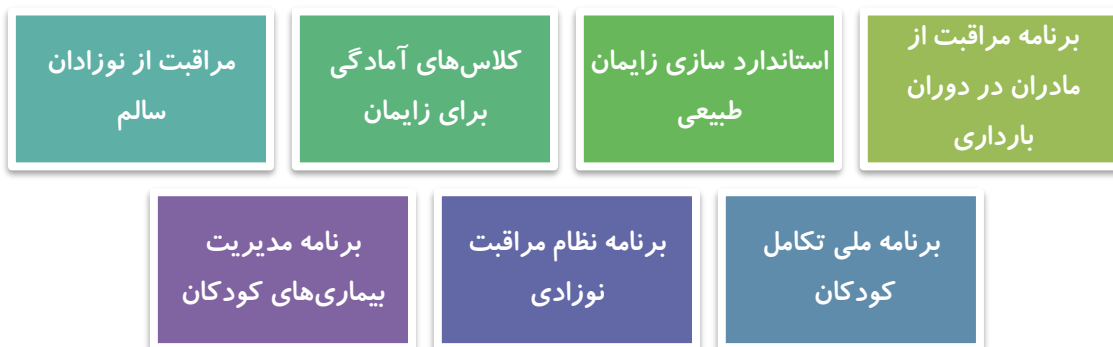 برنامه مراقبت از
مادران در دوران
بارداری
استاندارد سازی زایمان
طبیعی
کلاس‌های آمادگی
برای زایمان
مراقبت از نوزادان
سالم
برنامه ملی تکامل
کودکان
برنامه نظام مراقبت
نوزادی
برنامه مدیریت
بیماری‌های کودکان